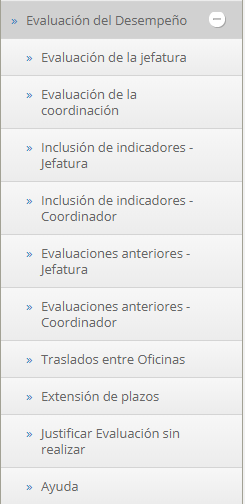 » Evaluación del Desempeño
» Evaluación de la jefatura
» Evaluación de la
coordinación
» Inclusión de indicadores -
Jefatura
» Inclusión de indicadores -
Coordinador
» Evaluaciones anteriores -
Jefatura
» Evaluaciones anteriores -
Coordinador
» Traslados entre Oficinas
» Extensión de plazos
» Justificar Evaluación sin
realizar
» Ayuda